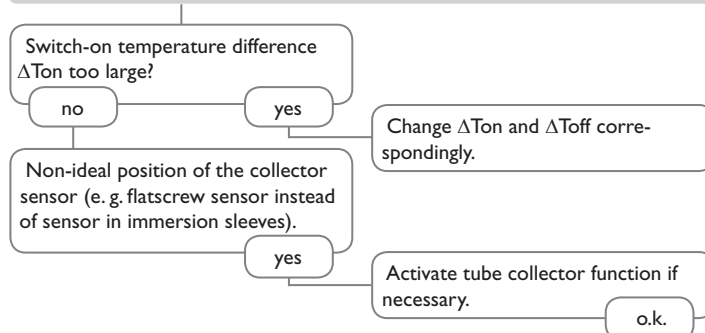 Switch-on temperature difference
ΔTon too large?
no
yes
Change ΔTon and ΔToff corre-
spondingly.
Non-ideal position of the collector
sensor (e. g. flatscrew sensor instead
of sensor in immersion sleeves).
yes
Activate tube collector function if
necessary.
o.k.